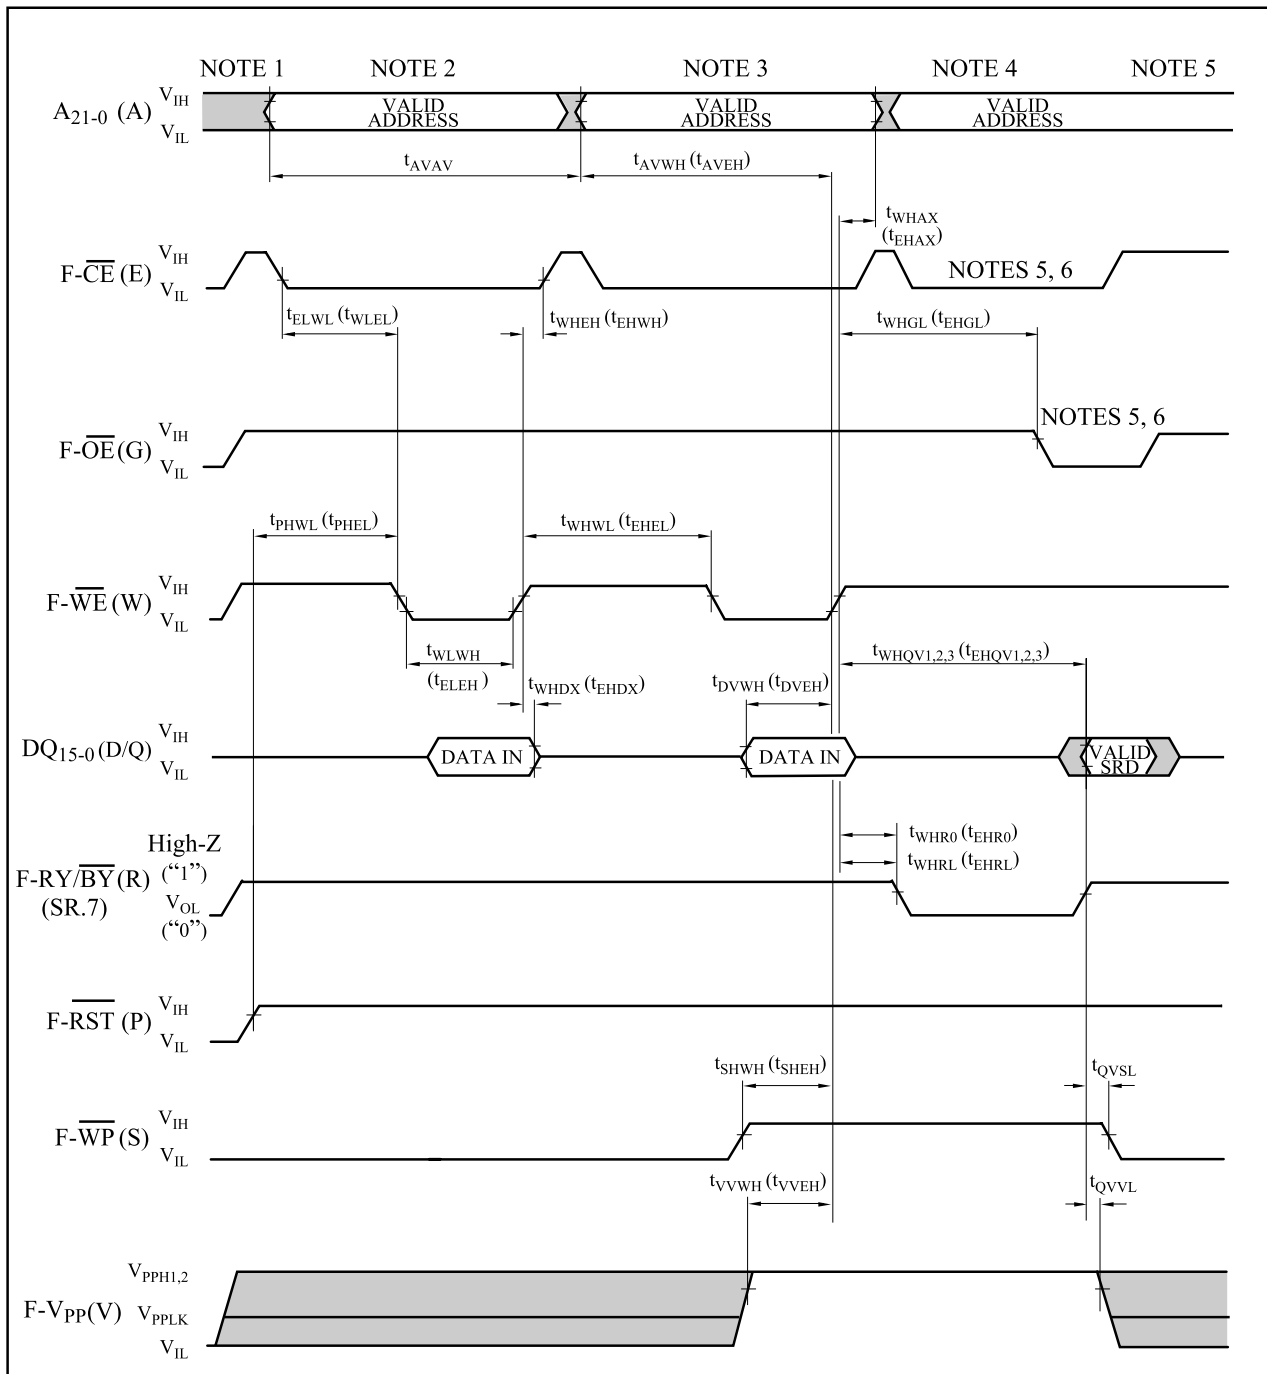 NOTE 1 NOTE 2 NOTE 3 NOTE 4 NOTE 5
A21-0 (A) VIH VIL
VALID ADDRESS
VALID ADDRESS
VALID ADDRESS
tAVAV
tAVWH (tAVEH)
tWHAX
(tEHAX)
F-CE (E) VIH VIL
NOTES 5, 6
tELWL (tWLEL)
tWHEH (tEHWH)
tWHGL (tEHGL)
F-OE (G) VIH VIL
NOTES 5, 6
tPHWL (tPHEL)
tWHWL (tEHEL)
F-WE (W) VIH VIL
tWLWH
(tELEH )
tWHDX (tEHDX)
tDVWH (tDVEH)
tWHQV1,2,3 (tEHQV1,2,3)
DQ15-0 (D/Q) VIH VIL
DATA IN
DATA IN
VALID
SRD
tWHR0 (tEHR0)
tWHRL (tEHRL)
High-Z
(“1”)
F-RY/BY (R)
(SR.7)
VOL
(“0”)
F-RST (P) VIH VIL
tSHWH (tSHEH)
tQVSL
F-WP (S) VIH VIL
tVVWH (tVVEH)
tQVVL
VPPH1,2
F-VPP(V) VPPLK
VIL